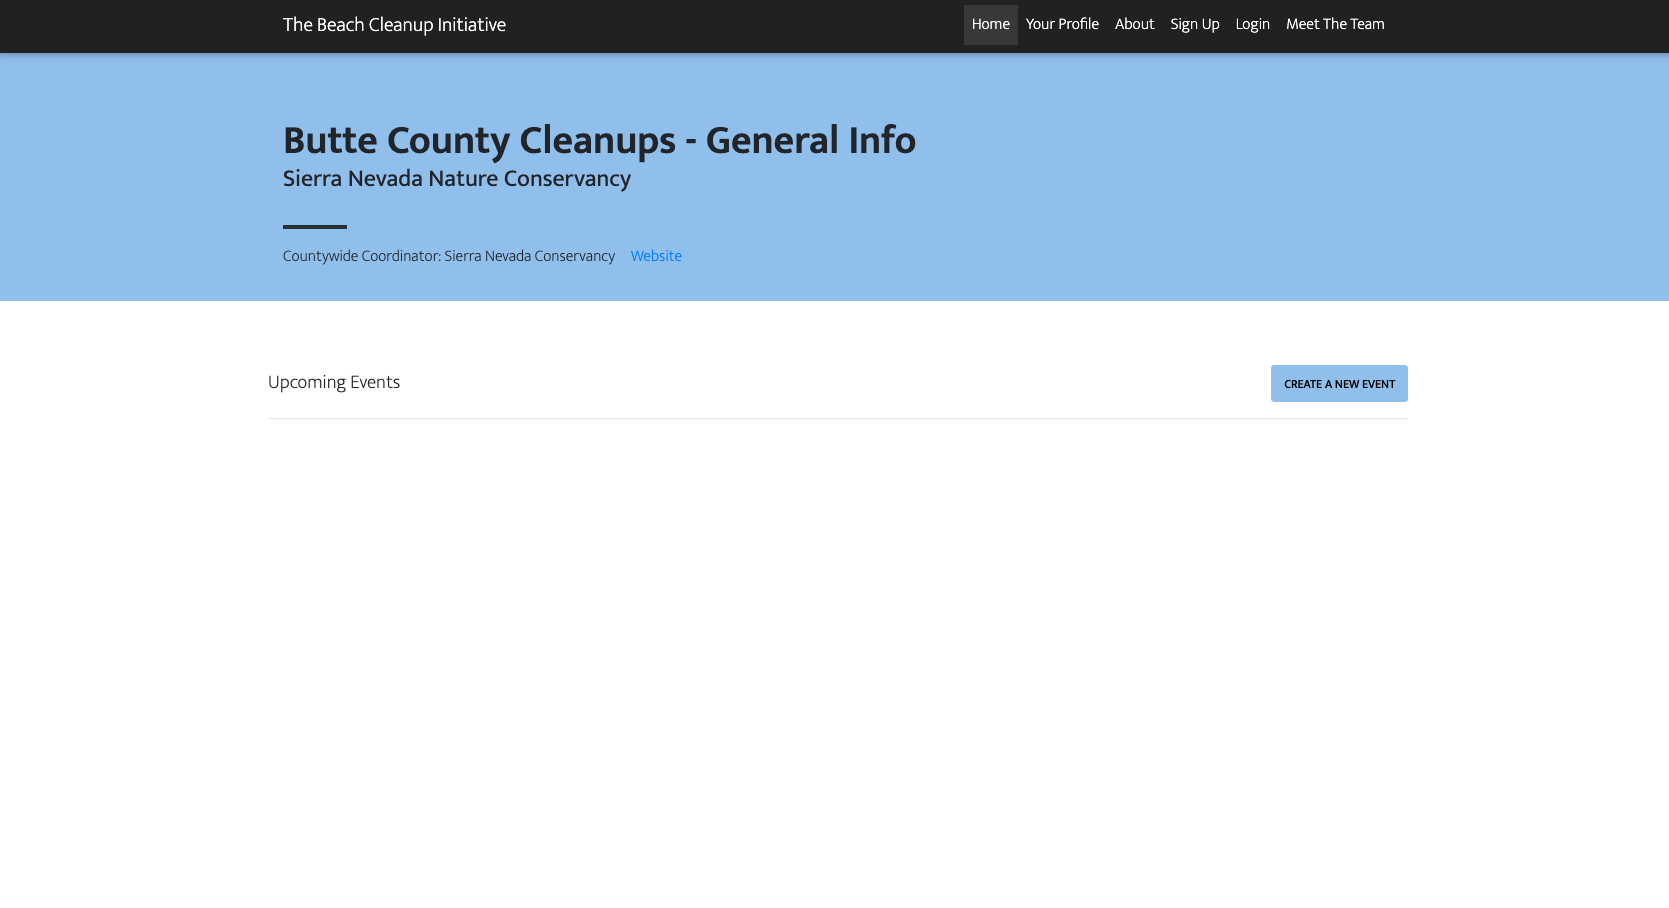 The Beach Cleanup Initiative
Home Your Profile About Sign Up Login Meet The Team
Butte County Cleanups - General Info
Sierra Nevada Nature Conservancy
Countywide Coordinator: Sierra Nevada Conservancy Website
Upcoming Events
CREATE A NEW EVENT